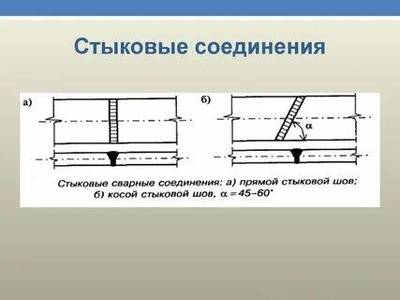 Стыковые соединения
а)
б)
α
Стыковые сварные соединения: а) прямой стыковой шов;
б) косой стыковой шов, α = 45–60°